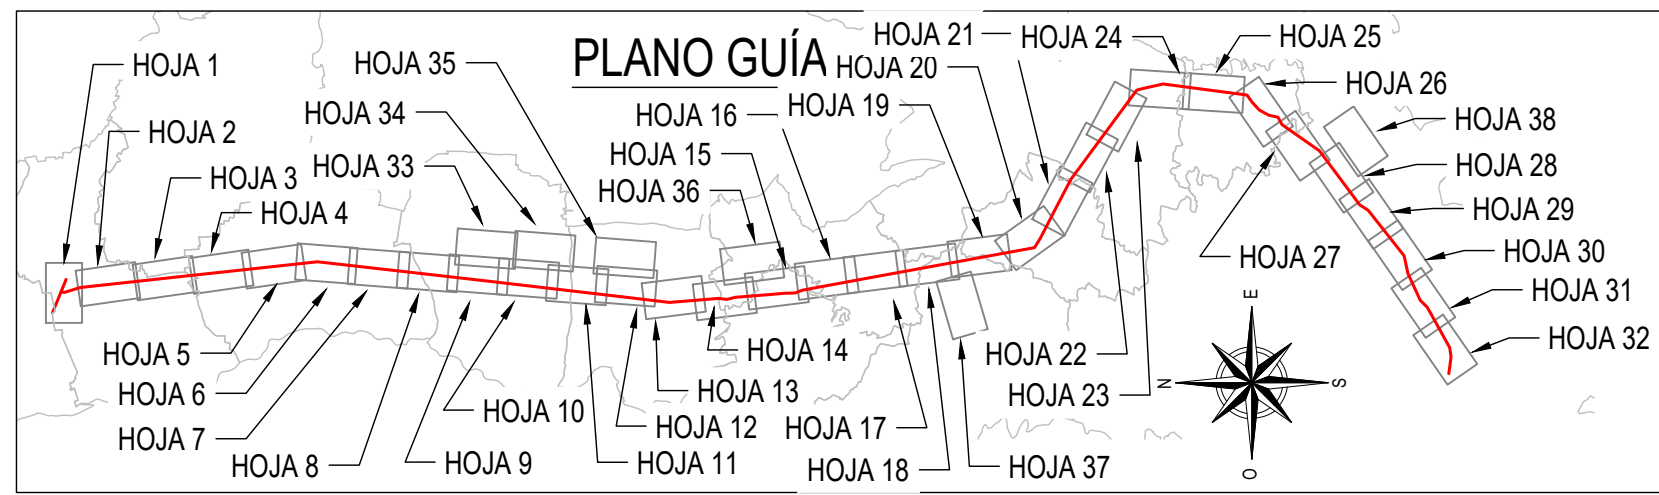 PLANO GUÍA
HOJA 1
HOJA 2
HOJA 3
HOJA 4
HOJA 35
HOJA 34
HOJA 33
HOJA 16
HOJA 15
HOJA 36
HOJA 21
HOJA 20
HOJA 19
HOJA 24
HOJA 25
HOJA 26
HOJA 38
HOJA 28
HOJA 29
HOJA 30
HOJA 31
HOJA 32
HOJA 27
HOJA 5
HOJA 6
HOJA 7
HOJA 8
HOJA 9
HOJA 10
HOJA 11
HOJA 12
HOJA 13
HOJA 14
HOJA 17
HOJA 18
HOJA 37
HOJA 22
HOJA 23
E
N
S
O